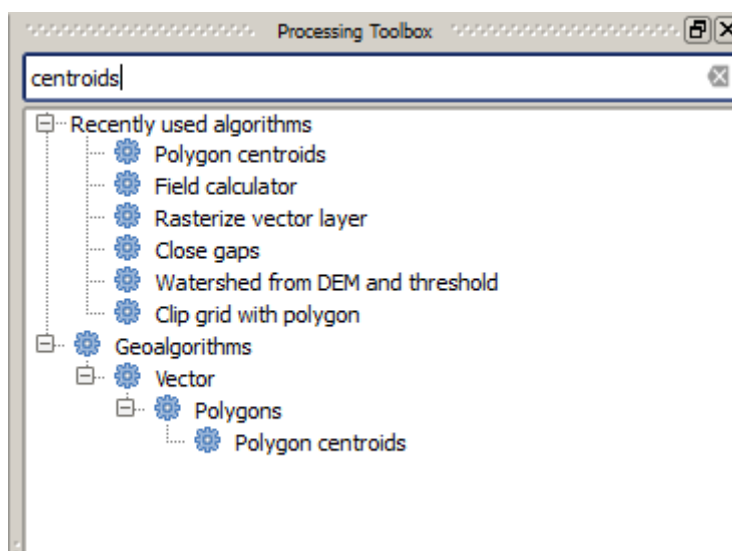 Processing Toolbox
centroids
Recently used algorithms
Polygon centroids
Field calculator
Rasterize vector layer
Close gaps
Watershed from DEM and threshold
Clip grid with polygon
Geoalgorithms
Vector
Polygons
Polygon centroids